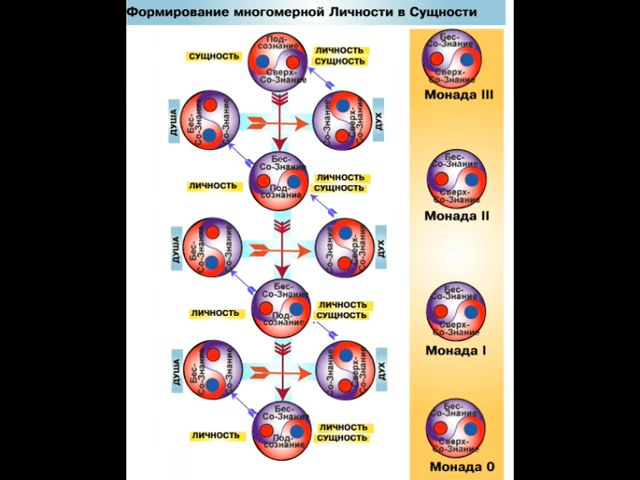 Формирование многомерной Личности в Сущности
Под-
сознание
Сверх-
Со-Знание
СУЩНОСТЬ
ЛИЧНОСТЬ
СУЩНОСТЬ
Бес-
Со-Знание
Сверх-
Со-Знание
Монада III
ДУША
Бес-
Со-Знание
Со-Знание
Со-Знание
Сверх-
Со-Знание
ДУХ
Бес-
Со-Знание
Под-
сознание
ЛИЧНОСТЬ
ЛИЧНОСТЬ
СУЩНОСТЬ
Бес-
Со-Знание
Сверх-
Со-Знание
Монада II
ДУША
Бес-
Со-Знание
Со-Знание
Со-Знание
Сверх-
Со-Знание
ДУХ
Бес-
Со-Знание
Под-
сознание
ЛИЧНОСТЬ
ЛИЧНОСТЬ
СУЩНОСТЬ
Бес-
Со-Знание
Сверх-
Со-Знание
Монада I
ДУША
Бес-
Со-Знание
Со-Знание
Со-Знание
Сверх-
Со-Знание
ДУХ
Бес-
Со-Знание
Под-
сознание
ЛИЧНОСТЬ
ЛИЧНОСТЬ
СУЩНОСТЬ
Бес-
Со-Знание
Сверх-
Со-Знание
Монада 0